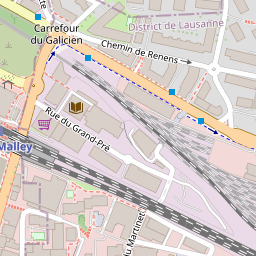 District de Lausanne
Carrefour
du Galicien
Chemin de Renens
Rue du Grand-Pré
Malley
du Martinet